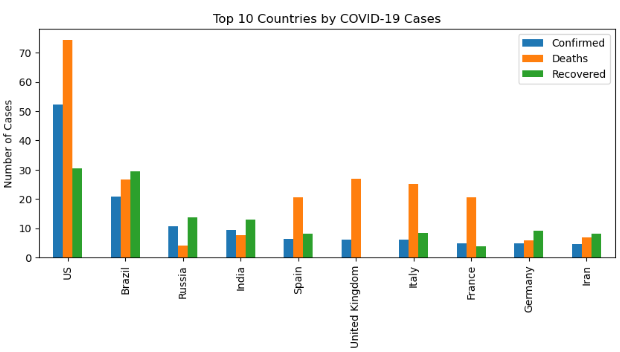 Top 10 Countries by COVID-19 Cases
Confirmed
Deaths
Recovered
Number of Cases
70
60
50
40
30
20
10
0
US
Brazil
Russia
India
Spain
United Kingdom
Italy
France
Germany
Iran